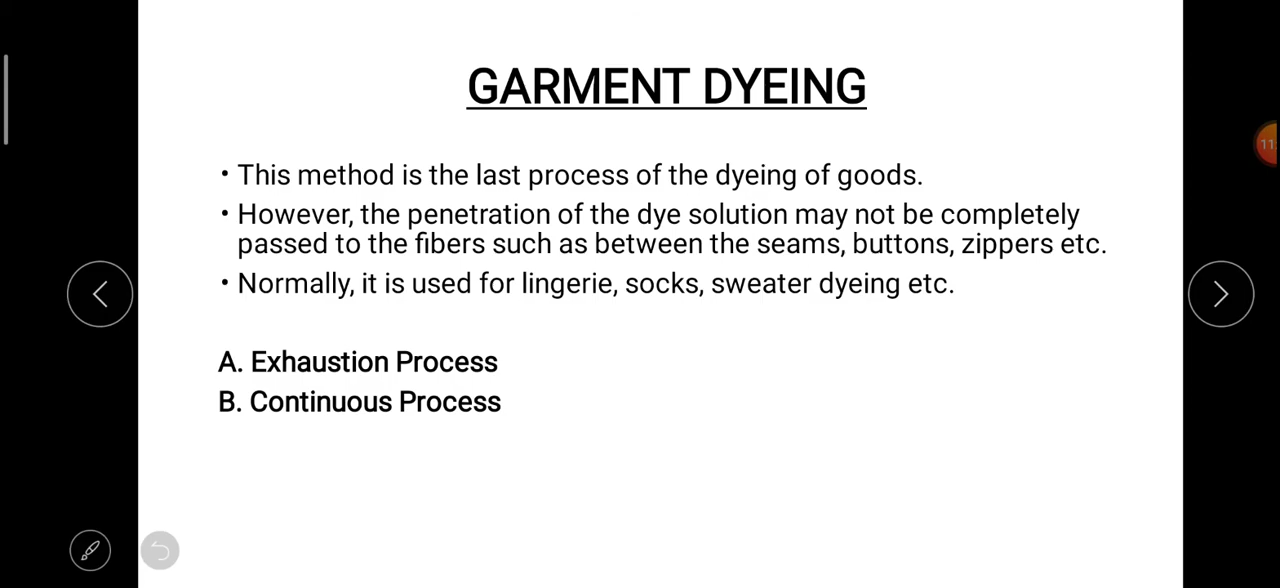 GARMENT DYEING
• This method is the last process of the dyeing of goods.
• However, the penetration of the dye solution may not be completely
passed to the fibers such as between the seams, buttons, zippers etc.
• Normally, it is used for lingerie, socks, sweater dyeing etc.
A. Exhaustion Process
B. Continuous Process